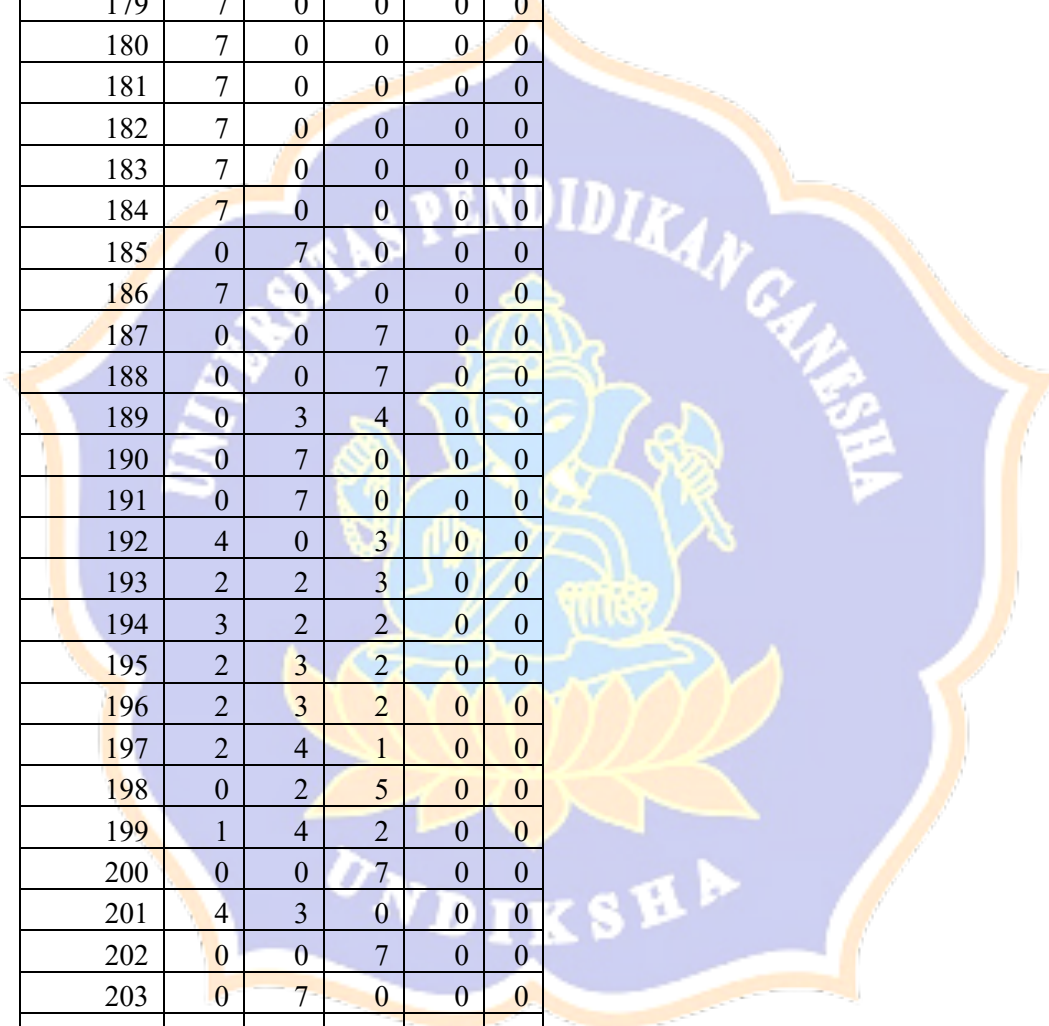 179 7 0 0 0 0
180 7 0 0 0 0
181 7 0 0 0 0
182 7 0 0 0 0
183 7 0 0 0 0
184 7 0 0 0 0
185 0 7 0 0 0
186 7 0 0 0 0
187 0 0 7 0 0
188 0 0 7 0 0
189 0 3 4 0 0
190 0 7 0 0 0
191 0 7 0 0 0
192 4 0 3 0 0
193 2 2 3 0 0
194 3 2 2 0 0
195 2 3 2 0 0
196 2 3 2 0 0
197 2 4 1 0 0
198 0 2 5 0 0
199 1 4 2 0 0
200 0 0 7 0 0
201 4 3 0 0 0
202 0 0 7 0 0
203 0 7 0 0 0
UNIVERSITAS PENDIDIKAN GANESHA
UNDIKSHA